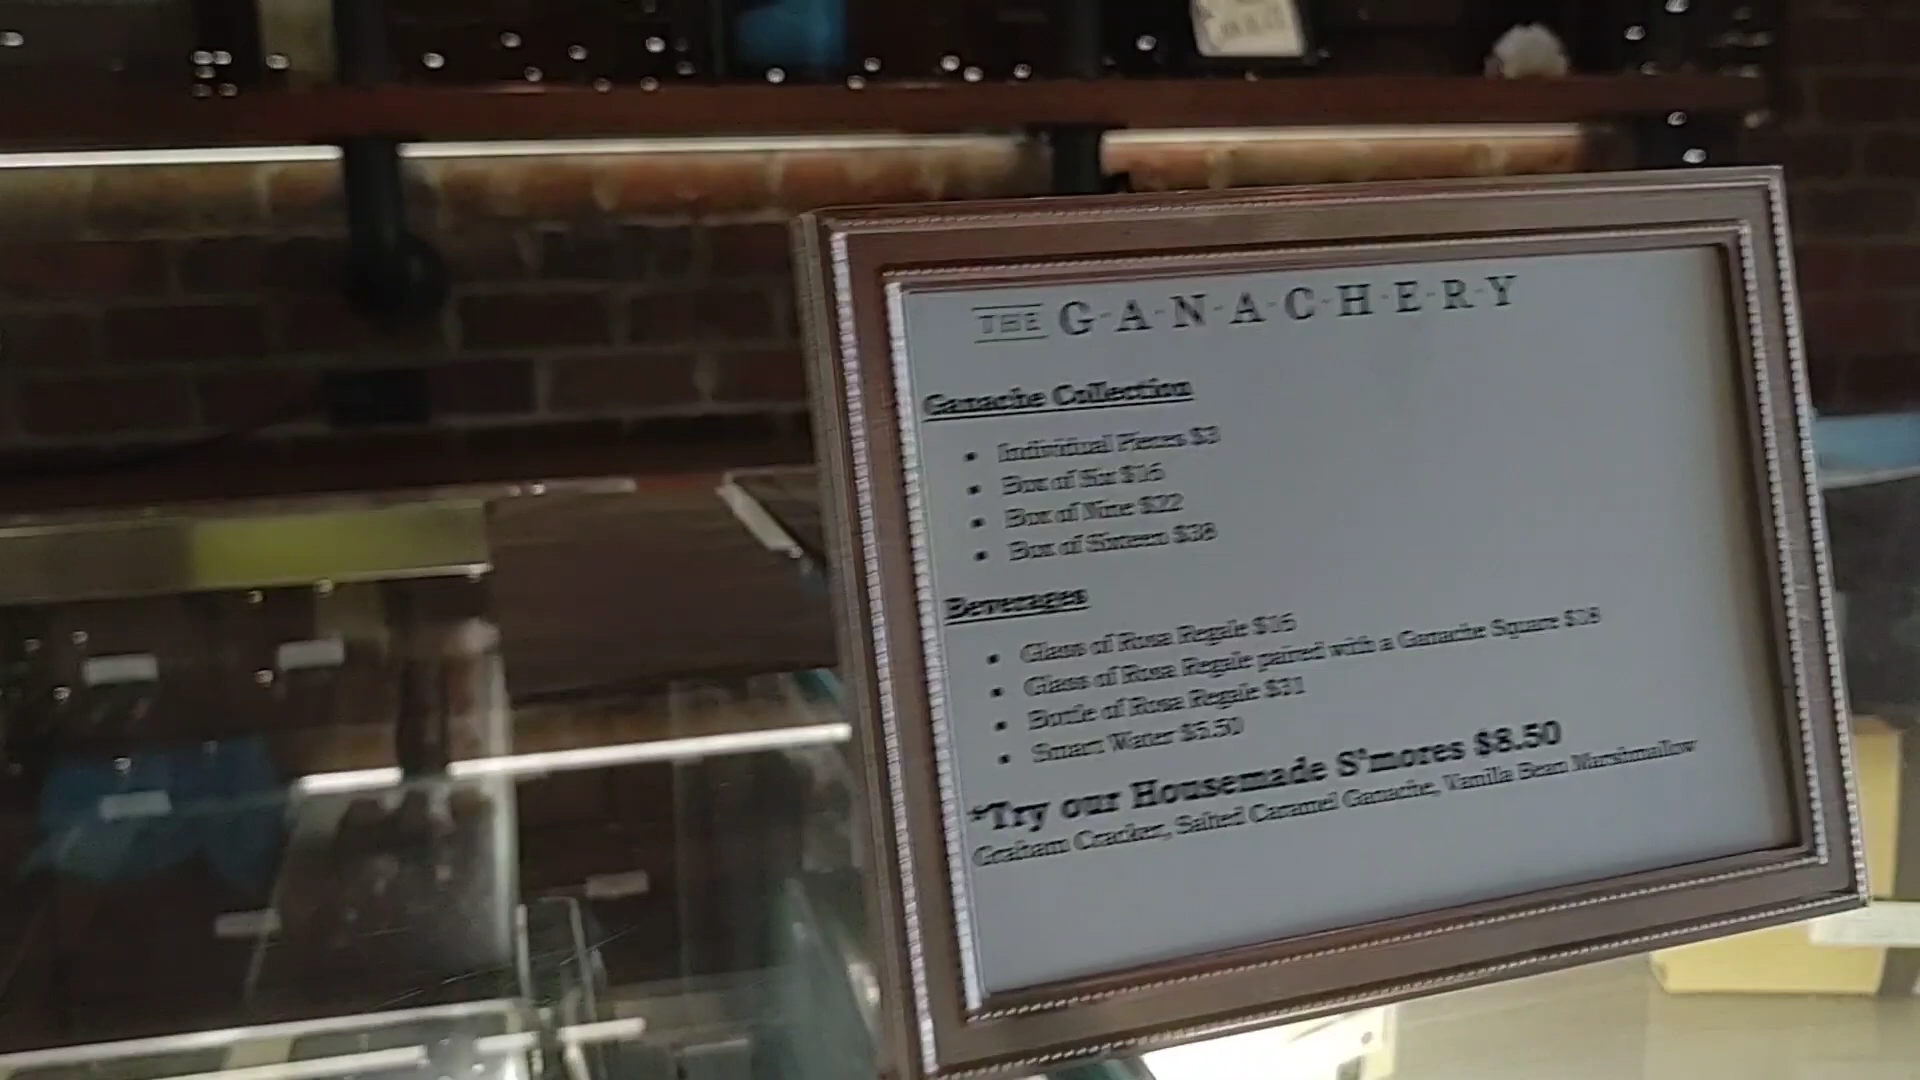 THE G·A·N·A·C·H·E·R·Y
Ganache Collection
• Individual Pieces $3
• Box of Six $16
• Box of Nine $22
• Box of Sixteen $38
Beverages
• Glass of Rosa Regale $16
• Glass of Rosa Regale paired with a Ganache Square $18
• Bottle of Rosa Regale $31
• Smart Water $5.50
*Try our Housemade S'mores $8.50
Graham Cracker, Salted Caramel Ganache, Vanilla Bean Marshmallow